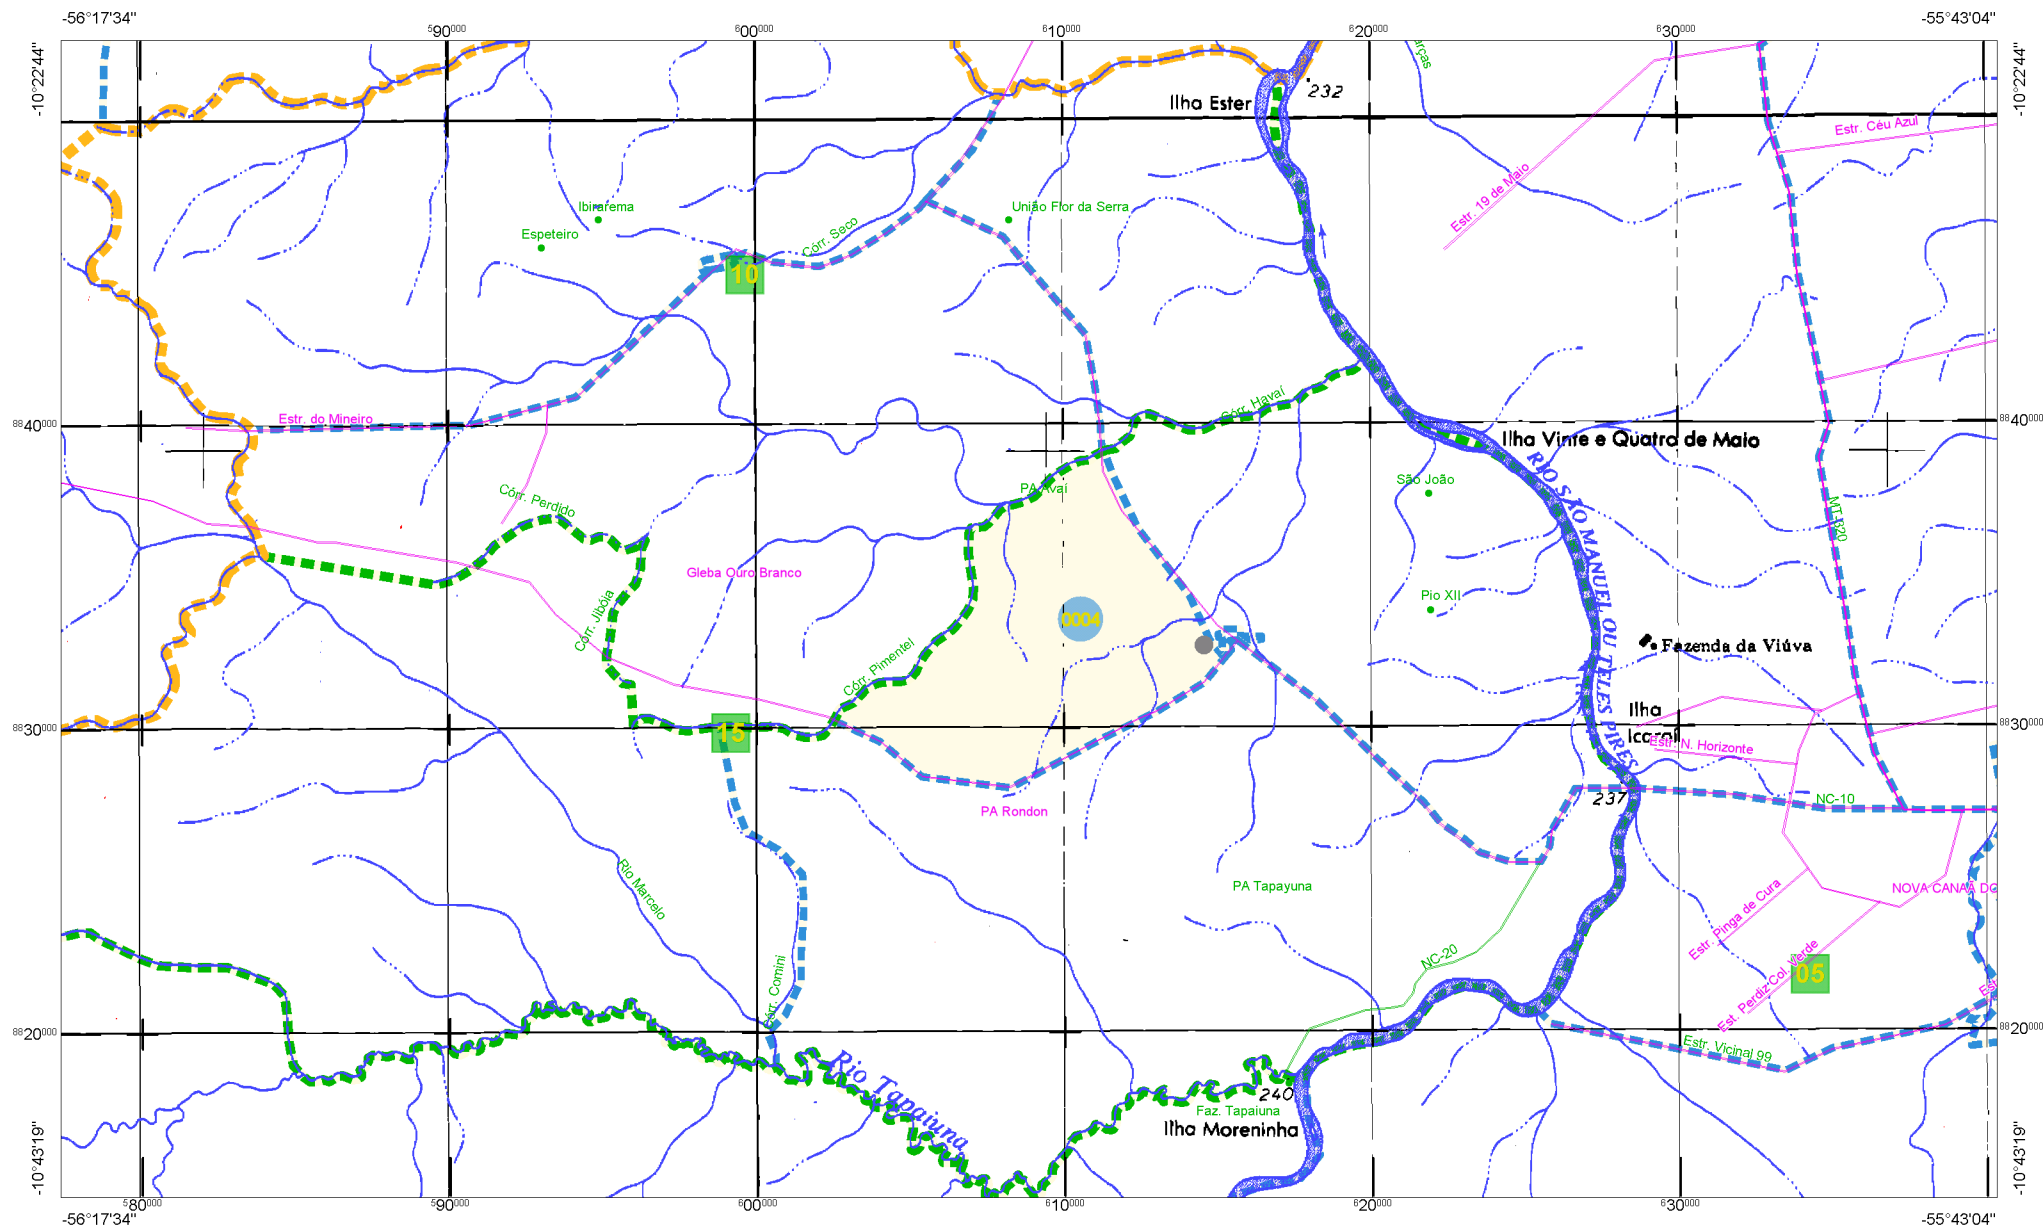 -56°17'34"
-55°43'04"
590000
600000
610000
620000
630000
-10°22'44"
-10°22'44"
232
Ilha Ester
Estr. Céu Azul
Estr. 19 de Maio
Ibirarema
União Flor da Serra
Espeteiro
Córr. Seco
10
Estr. do Mineiro
Córr. Havaí
8840000
8840000
Ilha Vinte e Quatro de Maio
RIO SÃO MANUEL OU TELES PIRES
São João
PA Avaí
Córr. Perdido
MT-320
Gleba Ouro Branco
Pio XII
Córr. Jibóia
0004
Fazenda da Viúva
Córr. Pimentel
Ilha
Icaraí
8830000
8830000
15
Estr. N. Horizonte
237
NC-10
PA Rondon
Rio Marcelo
PA Tapayuna
NOVA CANAÃ DO
Estr. Pinga de Cura
NC-20
Est. Perdiz-Col. Verde
05
Córr. Comini
8820000
8820000
Estr. Vicinal 99
Rio Tapaiuna
240
Faz. Tapaiuna
Ilha Moreninha
-10°43'19"
-10°43'19"
580000
590000
600000
610000
620000
630000
-56°17'34"
-55°43'04"